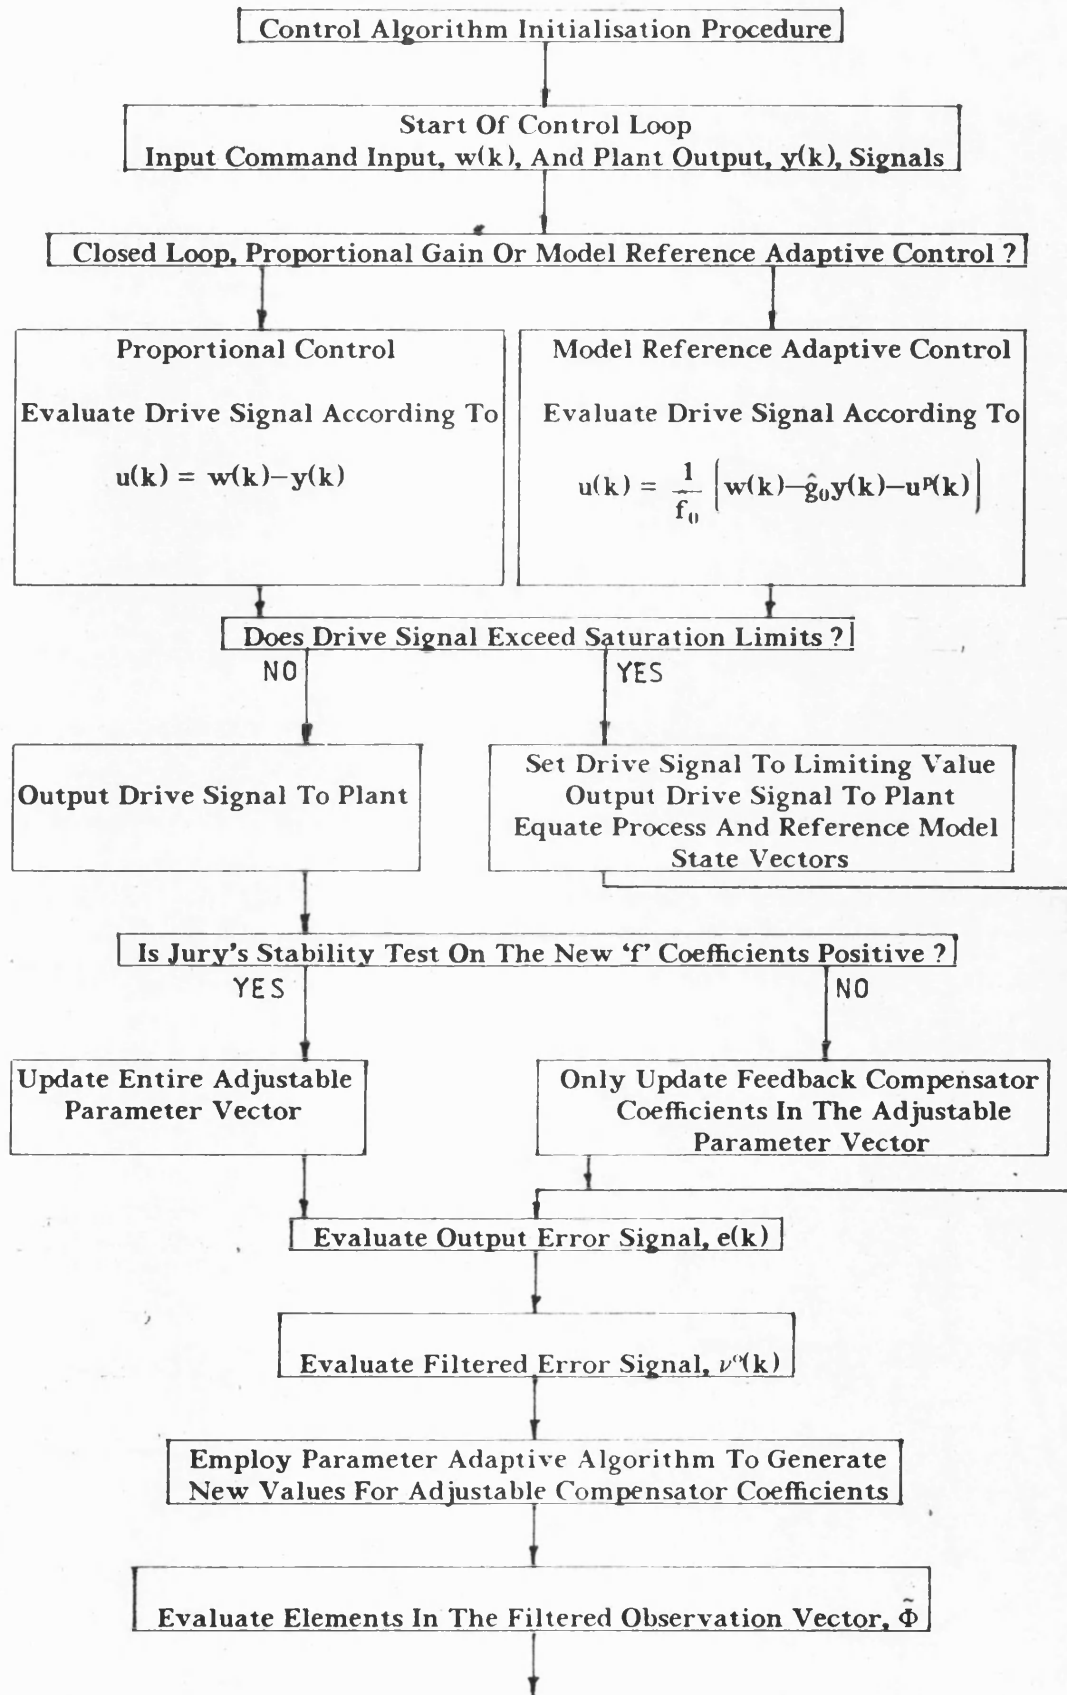 Control Algorithm Initialisation Procedure
Start Of Control Loop
Input Command Input, w(k), And Plant Output, y(k), Signals
Closed Loop, Proportional Gain Or Model Reference Adaptive Control ?
Proportional Control
Evaluate Drive Signal According To
u(k) = w(k)−y(k)
Model Reference Adaptive Control
Evaluate Drive Signal According To
u(k) = 1/f̂₀ [w(k)−ĝ₀y(k)−uᵖ(k)]
Does Drive Signal Exceed Saturation Limits ?
NO
YES
Output Drive Signal To Plant
Set Drive Signal To Limiting Value
Output Drive Signal To Plant
Equate Process And Reference Model
State Vectors
Is Jury's Stability Test On The New ‘f’ Coefficients Positive ?
YES
NO
Update Entire Adjustable
Parameter Vector
Only Update Feedback Compensator
Coefficients In The Adjustable
Parameter Vector
Evaluate Output Error Signal, e(k)
Evaluate Filtered Error Signal, ν°(k)
Employ Parameter Adaptive Algorithm To Generate
New Values For Adjustable Compensator Coefficients
Evaluate Elements In The Filtered Observation Vector, Φ̃